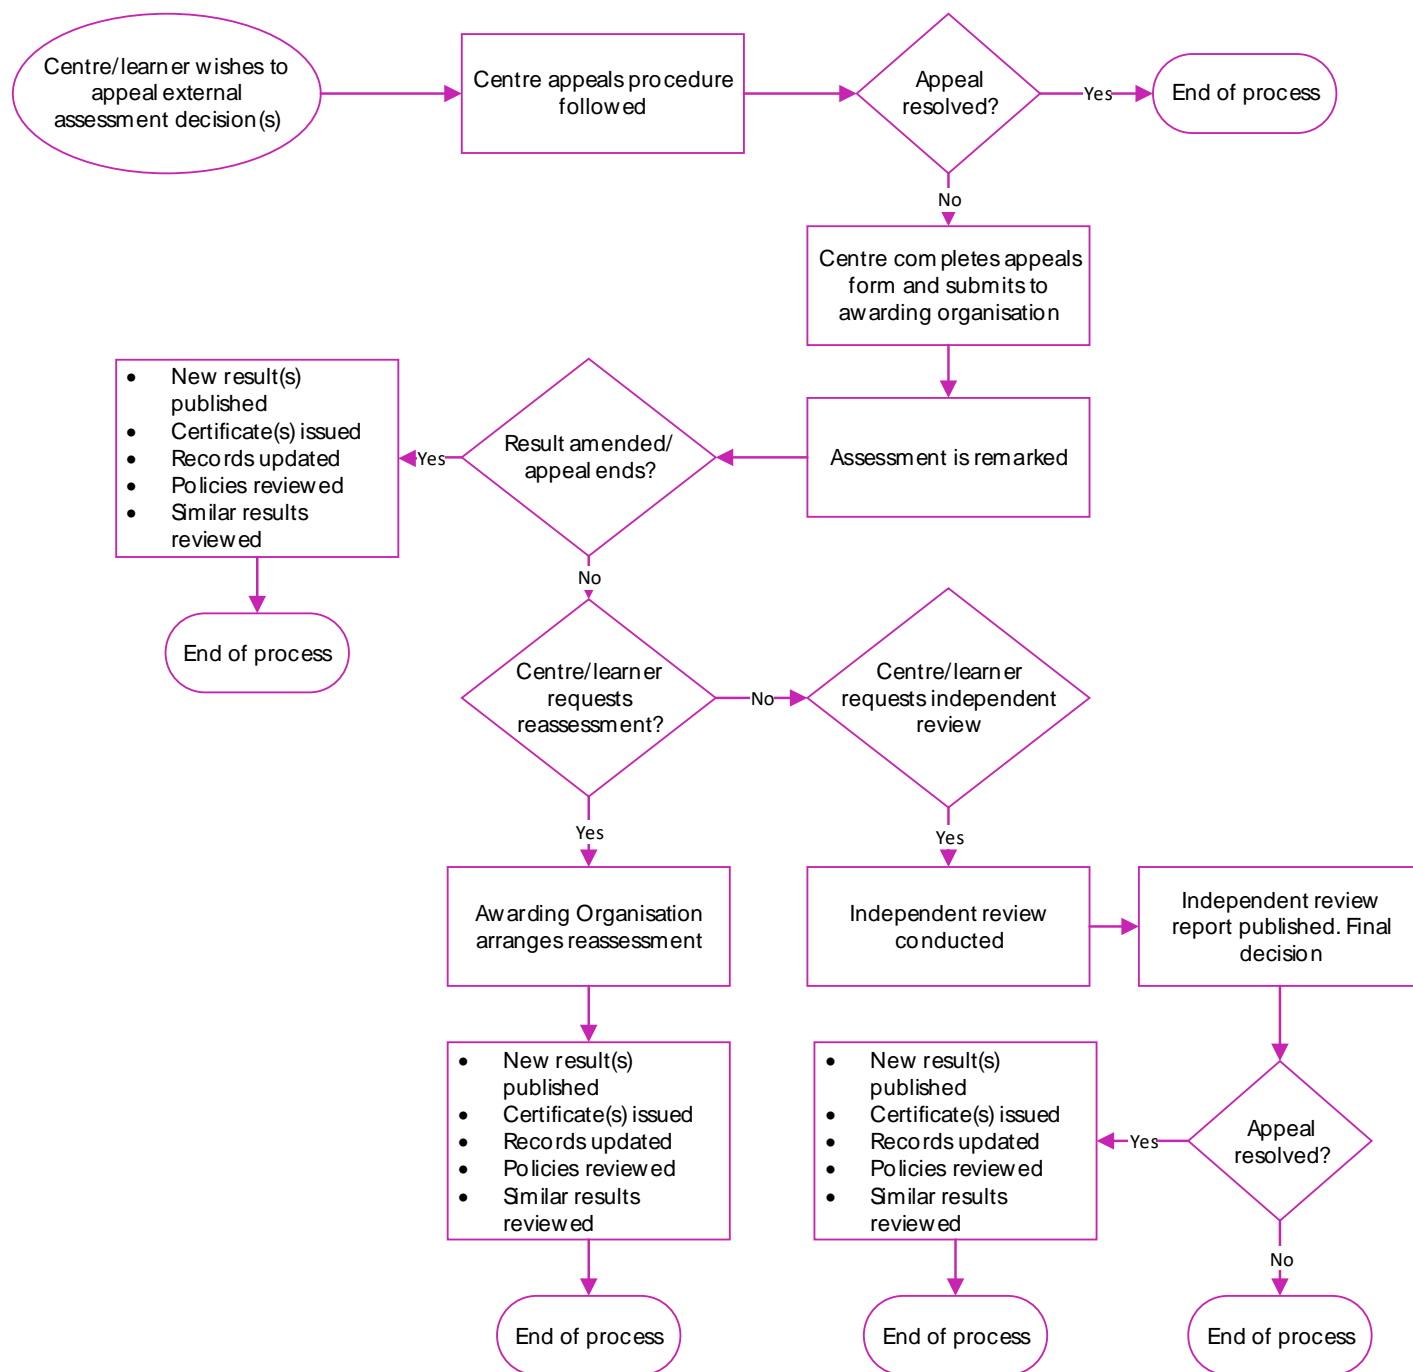 Centre/learner wishes to
appeal external
assessment decision(s)
Centre appeals procedure
followed
Appeal
resolved?
Yes
End of process
No
Centre completes appeals
form and submits to
awarding organisation
Assessment is remarked
Result amended/
appeal ends?
Yes
• New result(s)
published
• Certificate(s) issued
• Records updated
• Policies reviewed
• Similar results
reviewed
End of process
No
Centre/learner
requests
reassessment?
No
Centre/learner
requests independent
review
Yes
Awarding Organisation
arranges reassessment
• New result(s)
published
• Certificate(s) issued
• Records updated
• Policies reviewed
• Similar results
reviewed
End of process
Yes
Independent review
conducted
Independent review
report published. Final
decision
Appeal
resolved?
Yes
• New result(s)
published
• Certificate(s) issued
• Records updated
• Policies reviewed
• Similar results
reviewed
End of process
No
End of process